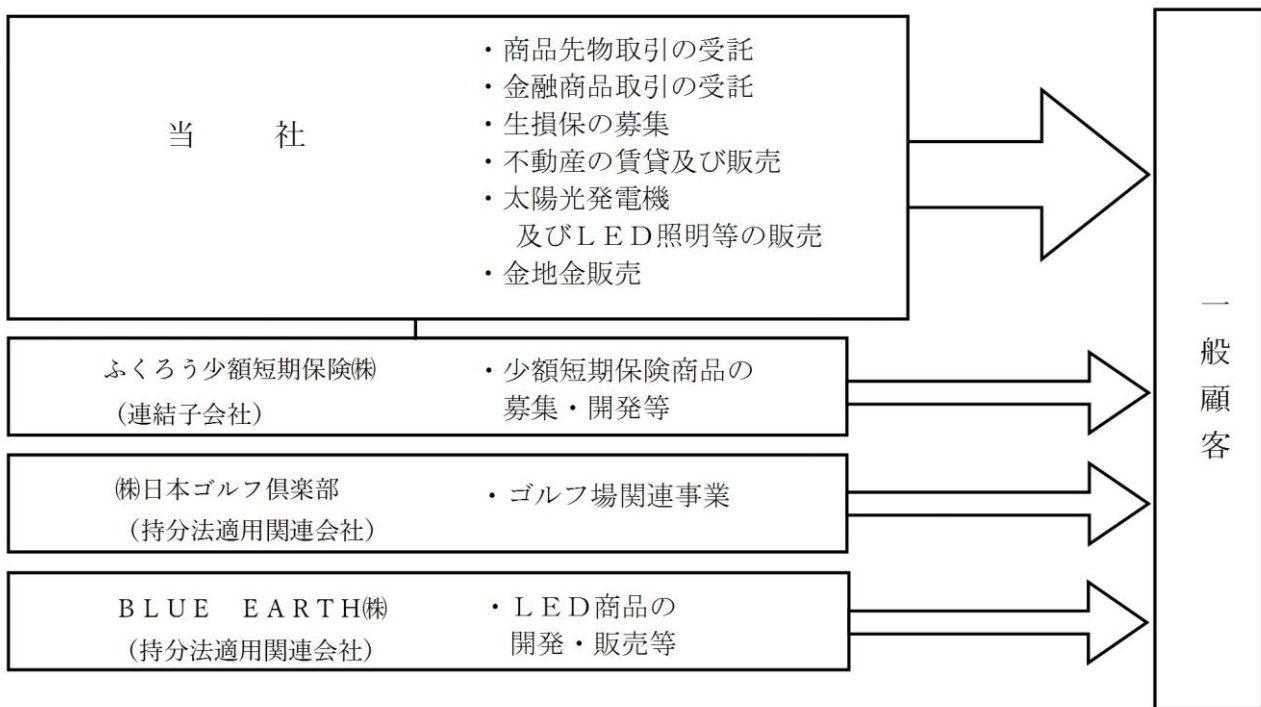 当　　社
・商品先物取引の受託
・金融商品取引の受託
・生損保の募集
・不動産の賃貸及び販売
・太陽光発電機
及びＬＥＤ照明等の販売
・金地金販売
ふくろう少額短期保険㈱
（連結子会社）
・少額短期保険商品の
募集・開発等
㈱日本ゴルフ倶楽部
（持分法適用関連会社）
・ゴルフ場関連事業
ＢＬＵＥ　ＥＡＲＴＨ㈱
（持分法適用関連会社）
・ＬＥＤ商品の
開発・販売等
一般顧客